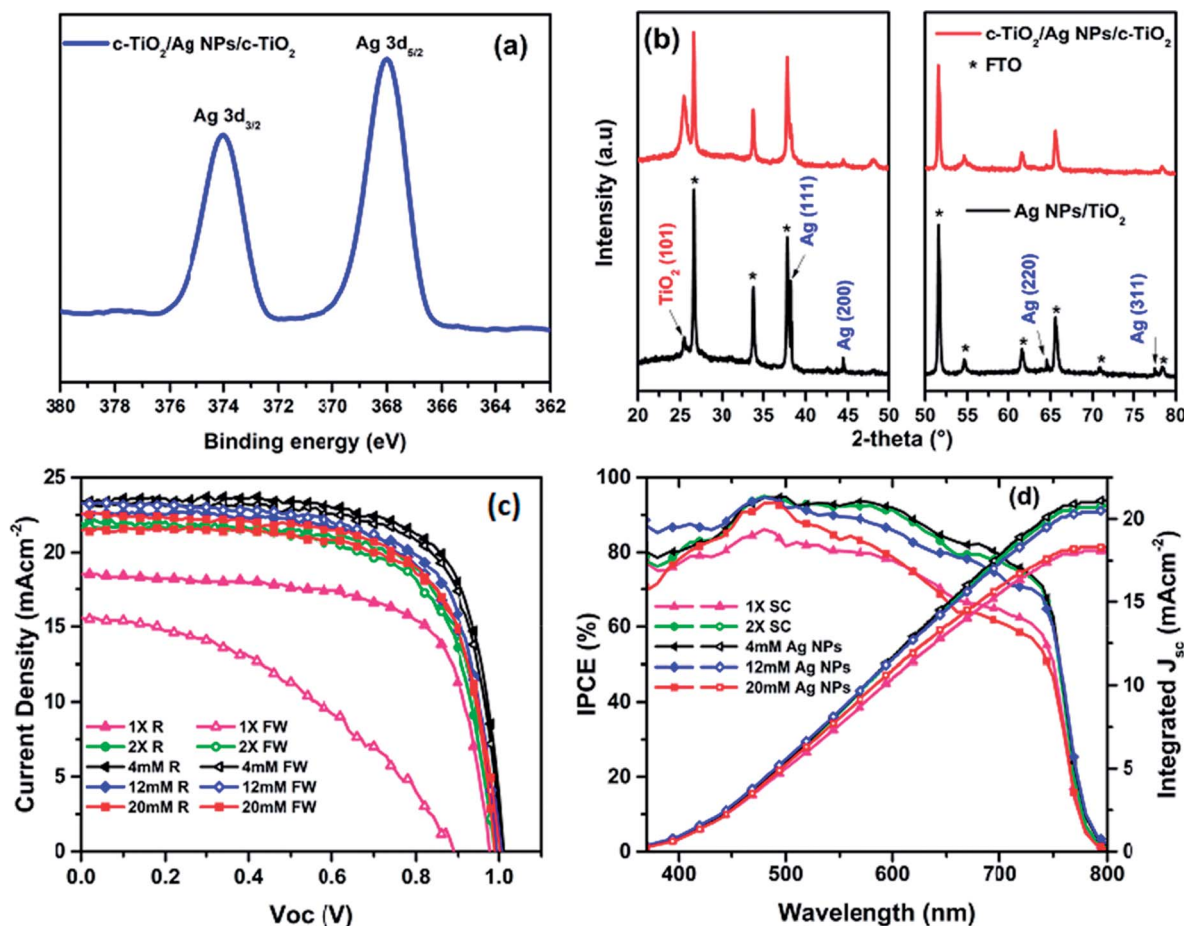 (a)
c-TiO₂/Ag NPs/c-TiO₂
Ag 3d₅/₂
Ag 3d₃/₂
380 378 376 374 372 370 368 366 364 362
Binding energy (eV)
(b)
c-TiO₂/Ag NPs/c-TiO₂
* FTO
Intensity (a.u)
Ag NPs/TiO₂
TiO₂ (101)
*
*
*
Ag (111)
Ag (200)
*
*
*
Ag (220)
*
*
Ag (311)
*
20 25 30 35 40 45 50
50 55 60 65 70 75 80
2-theta (°)
(c)
Current Density (mAcm⁻²)
25
20
15
10
5
0
1X R 1X FW
2X R 2X FW
4mM R 4mM FW
12mM R 12mM FW
20mM R 20mM FW
0.0 0.2 0.4 0.6 0.8 1.0
Voc (V)
(d)
IPCE (%)
100
80
60
40
20
0
1X SC
2X SC
4mM Ag NPs
12mM Ag NPs
20mM Ag NPs
20
15
10
5
0
Integrated Jsc (mAcm⁻²)
400 500 600 700 800
Wavelength (nm)